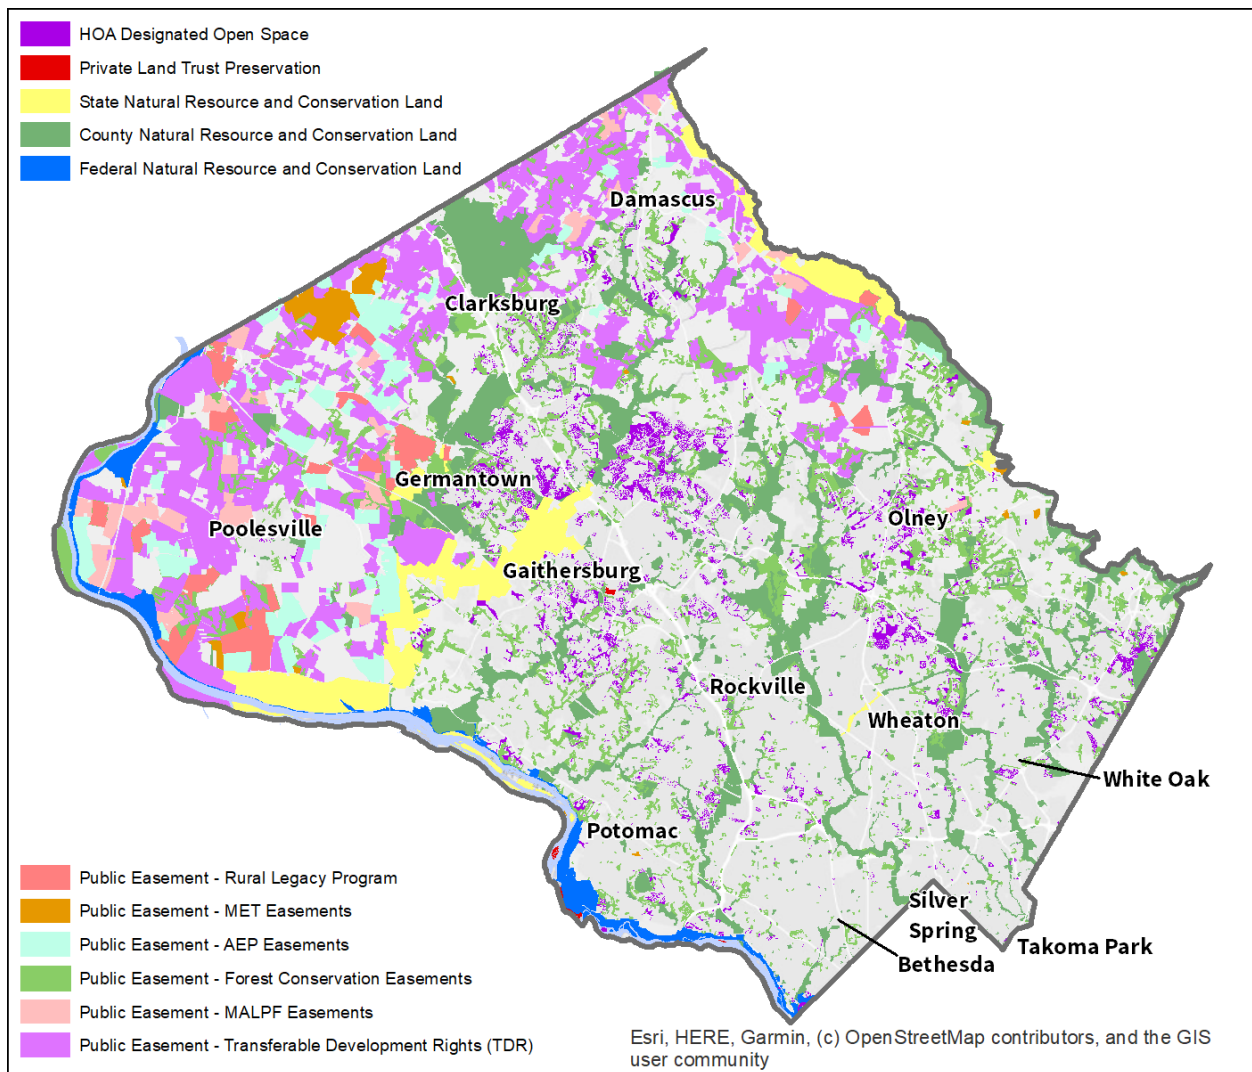 HOA Designated Open Space
Private Land Trust Preservation
State Natural Resource and Conservation Land
County Natural Resource and Conservation Land
Federal Natural Resource and Conservation Land
Damascus
Clarksburg
Germantown
Poolesville
Olney
Gaithersburg
Rockville
Wheaton
White Oak
Potomac
Silver
Spring
Takoma Park
Bethesda
Public Easement - Rural Legacy Program
Public Easement - MET Easements
Public Easement - AEP Easements
Public Easement - Forest Conservation Easements
Public Easement - MALPF Easements
Public Easement - Transferable Development Rights (TDR)
Esri, HERE, Garmin, (c) OpenStreetMap contributors, and the GIS
user community